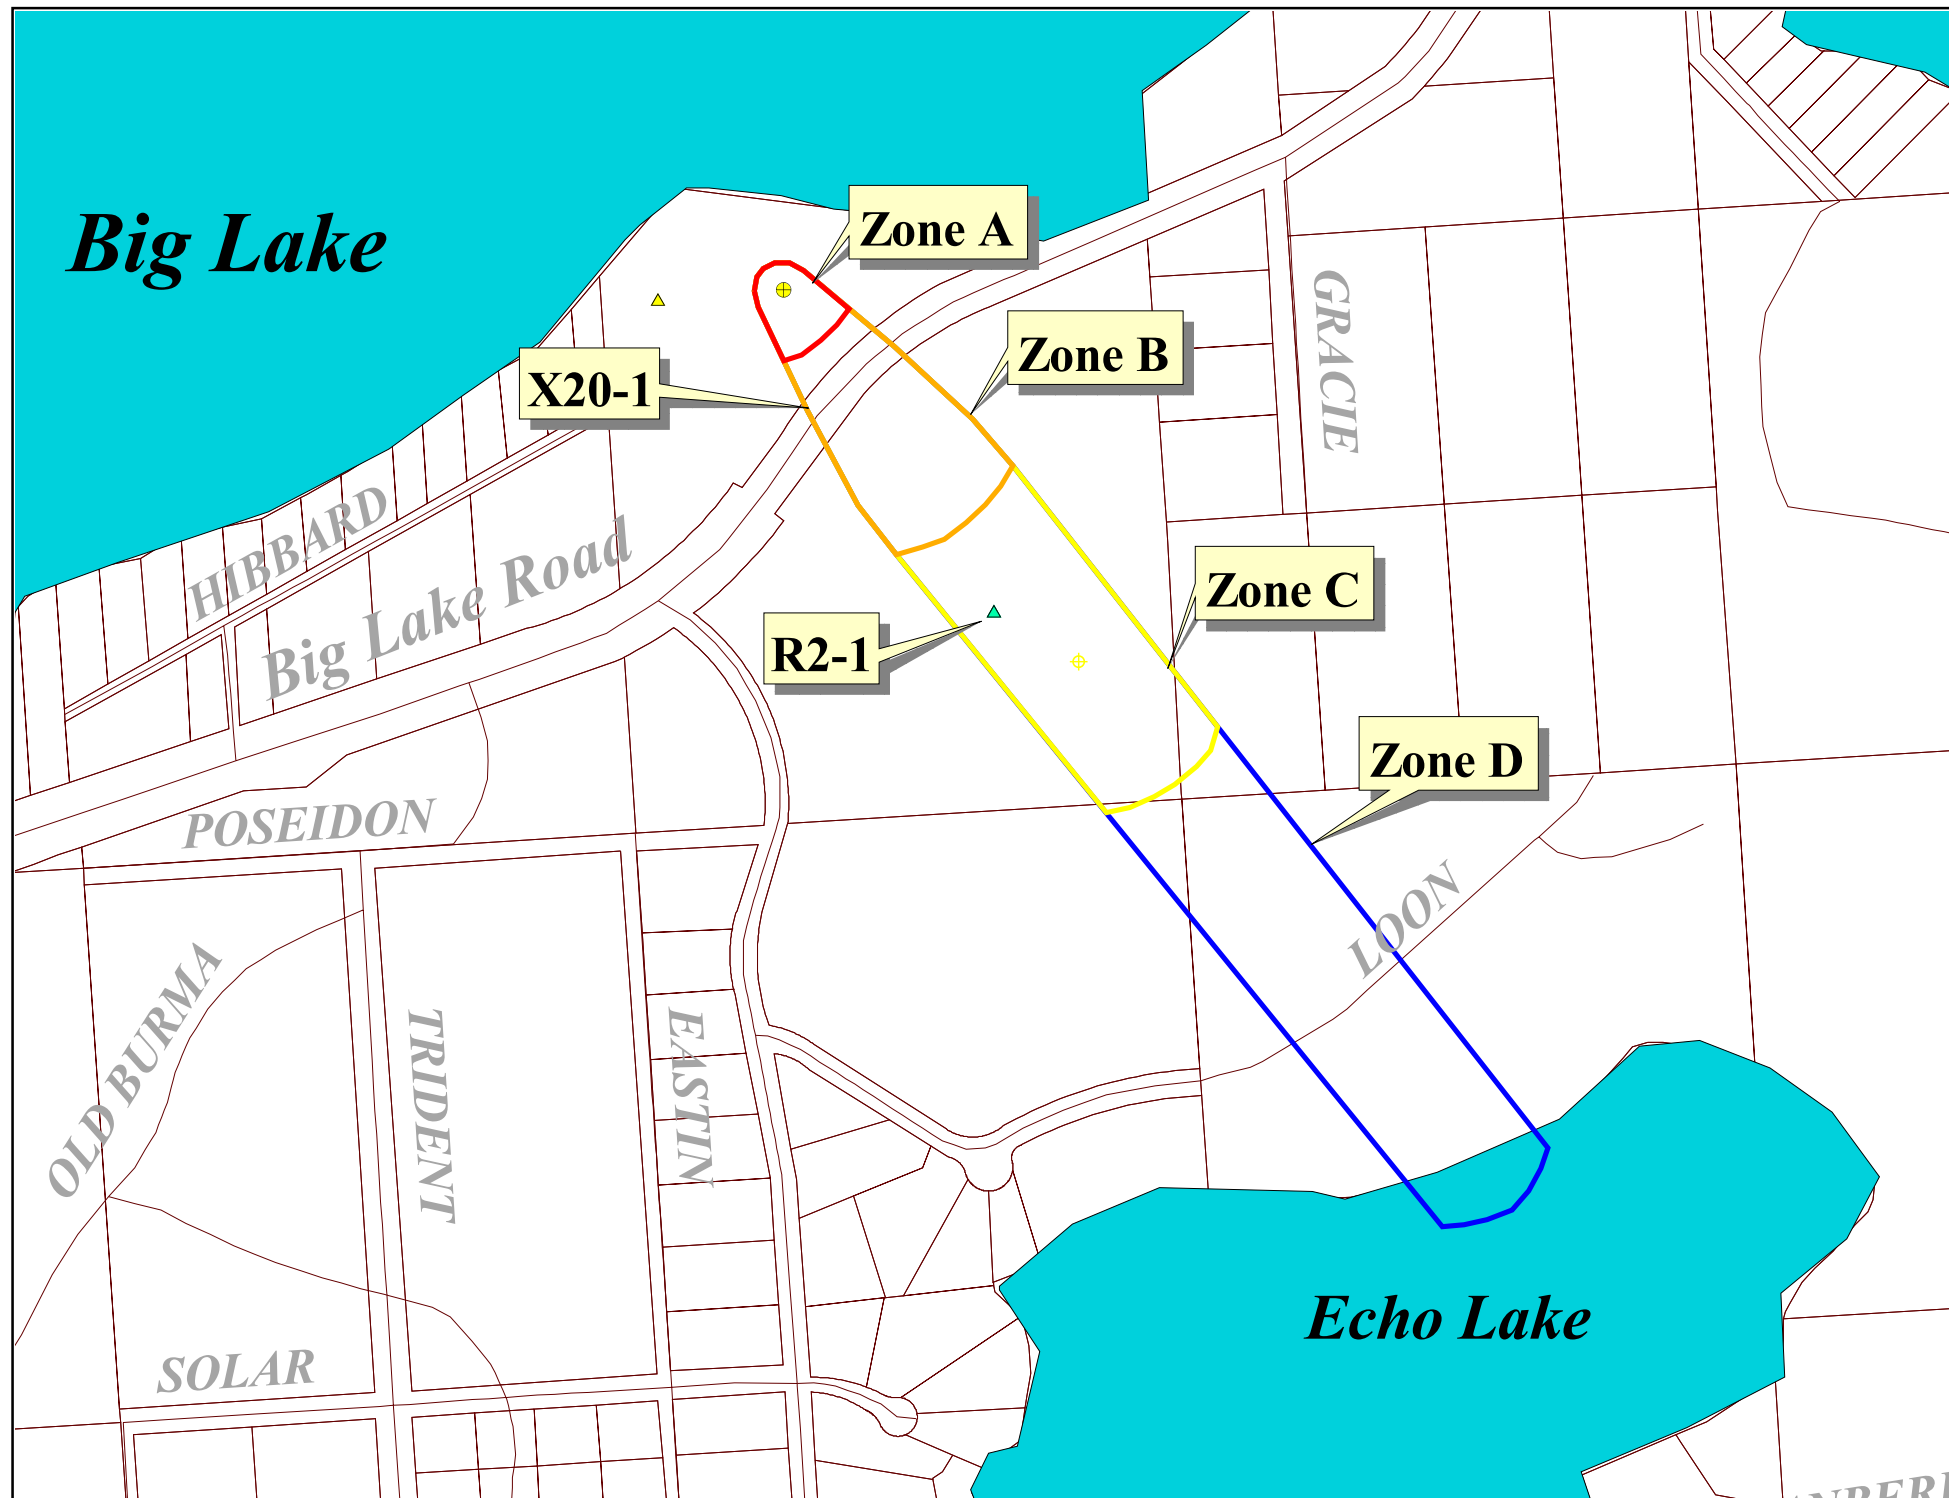 Big Lake
Zone A
Zone B
X20-1
GRACIE
HIBBARD
Big Lake Road
Zone C
R2-1
Zone D
POSEIDON
LOON
OLD BURMA
TRIDENT
EASTIN
Echo Lake
SOLAR